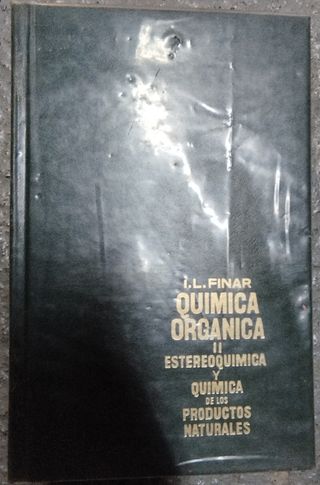 I.L.FINAR
QUIMICA
ORGANICA
II
ESTEREOQUIMICA
Y
QUIMICA
DE LOS
PRODUCTOS
NATURALES